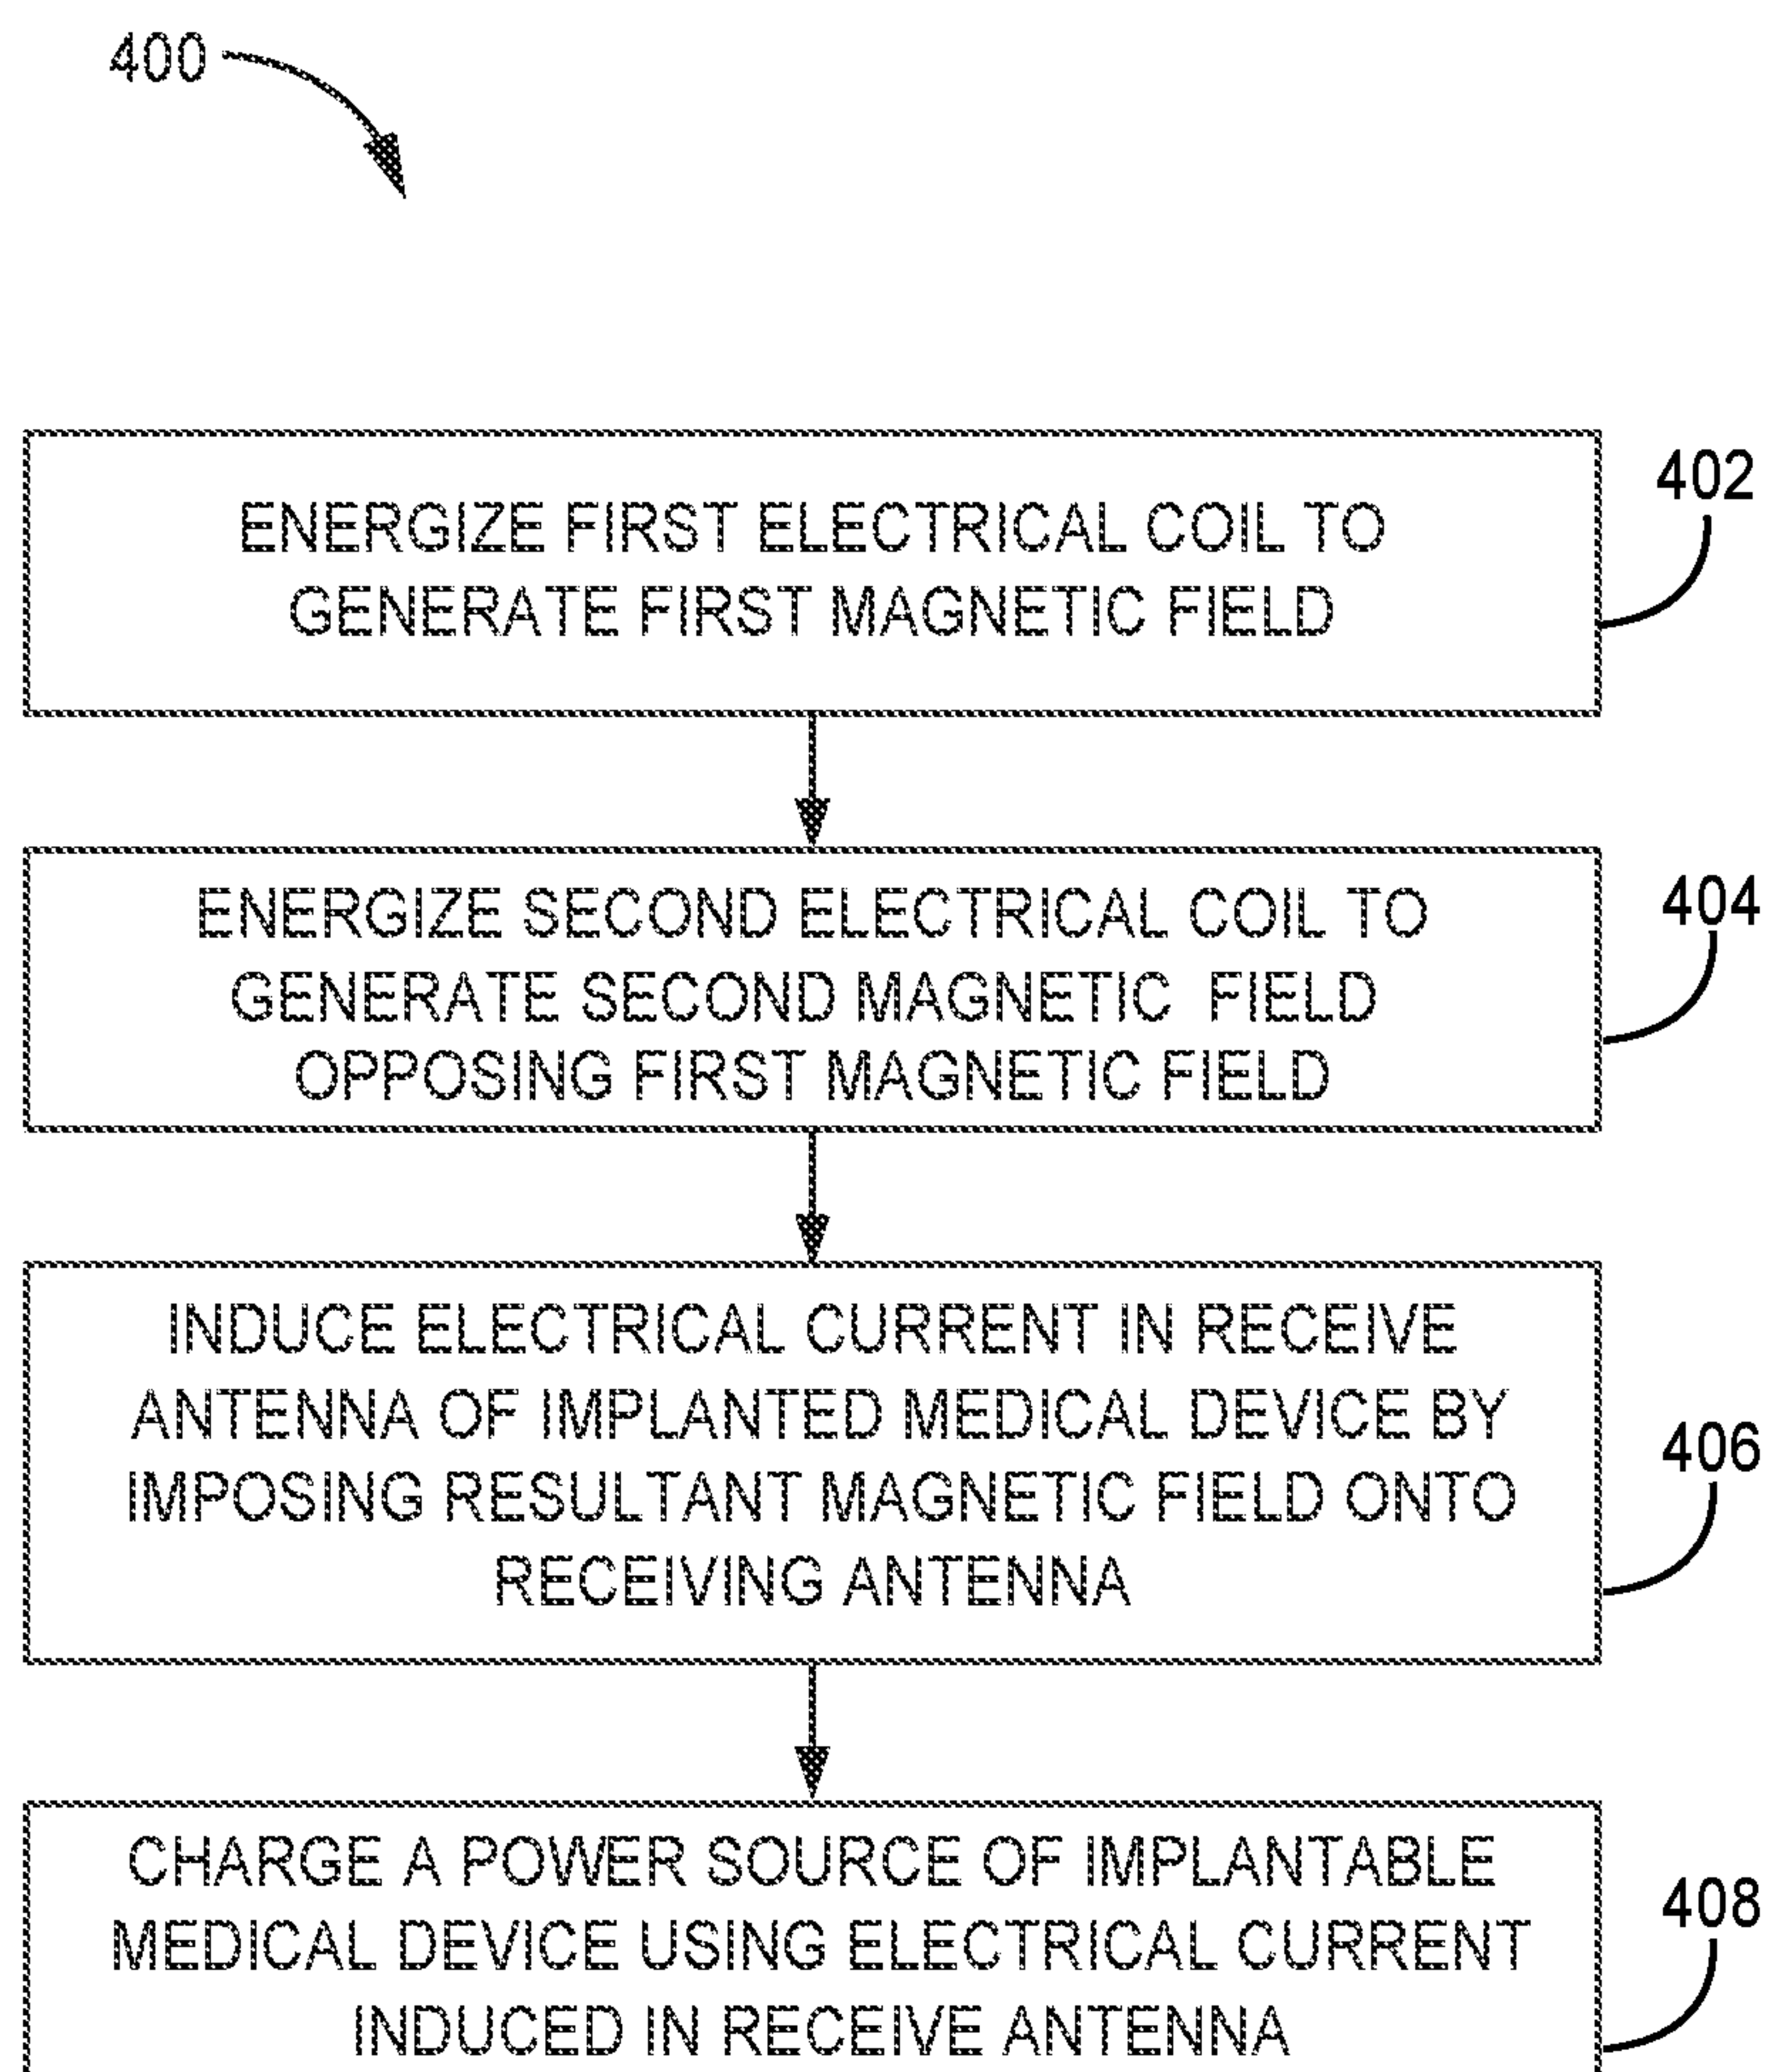 400
402
ENERGIZE FIRST ELECTRICAL COIL TO
GENERATE FIRST MAGNETIC FIELD
404
ENERGIZE SECOND ELECTRICAL COIL TO
GENERATE SECOND MAGNETIC FIELD
OPPOSING FIRST MAGNETIC FIELD
406
INDUCE ELECTRICAL CURRENT IN RECEIVE
ANTENNA OF IMPLANTED MEDICAL DEVICE BY
IMPOSING RESULTANT MAGNETIC FIELD ONTO
RECEIVING ANTENNA
408
CHARGE A POWER SOURCE OF IMPLANTABLE
MEDICAL DEVICE USING ELECTRICAL CURRENT
INDUCED IN RECEIVE ANTENNA